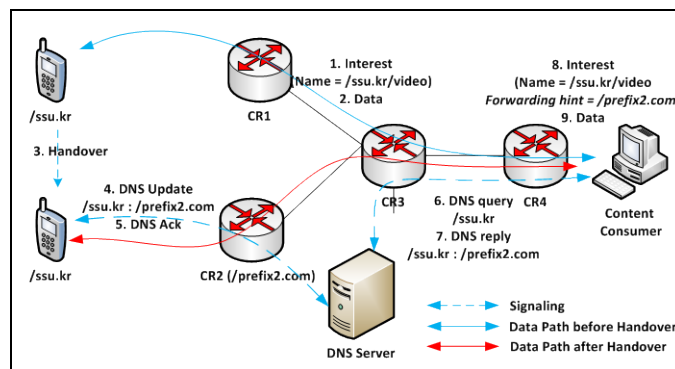 1. Interest
(Name = /ssu.kr/video)
2. Data
8. Interest
(Name = /ssu.kr/video
Forwarding hint = /prefix2.com)
9. Data
/ssu.kr
CR1
3. Handover
CR3
CR4
Content
Consumer
4. DNS Update
/ssu.kr : /prefix2.com
5. DNS Ack
6. DNS query
/ssu.kr
7. DNS reply
/ssu.kr : /prefix2.com
/ssu.kr
CR2 (/prefix2.com)
DNS Server
Signaling
Data Path before Handover
Data Path after Handover